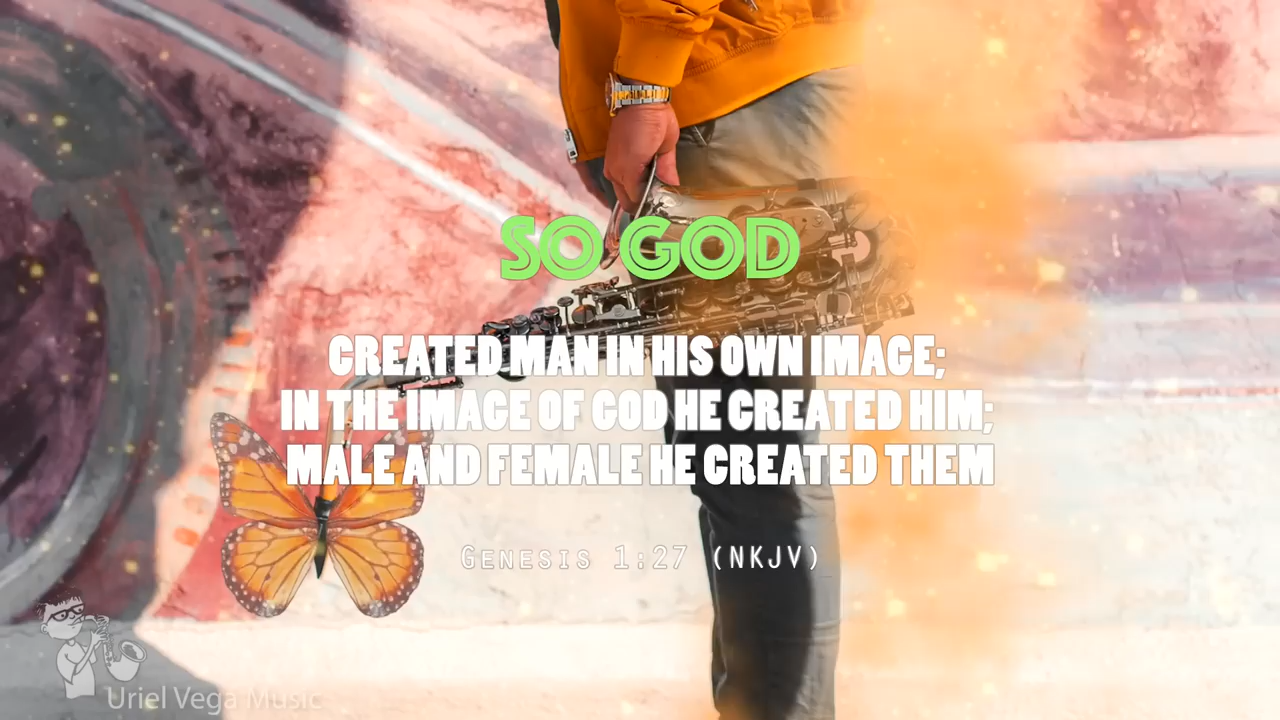 SO GOD
CREATED MAN IN HIS OWN IMAGE;
IN THE IMAGE OF GOD HE CREATED HIM;
MALE AND FEMALE HE CREATED THEM
GENESIS 1:27 (NKJV)
Uriel Vega Music